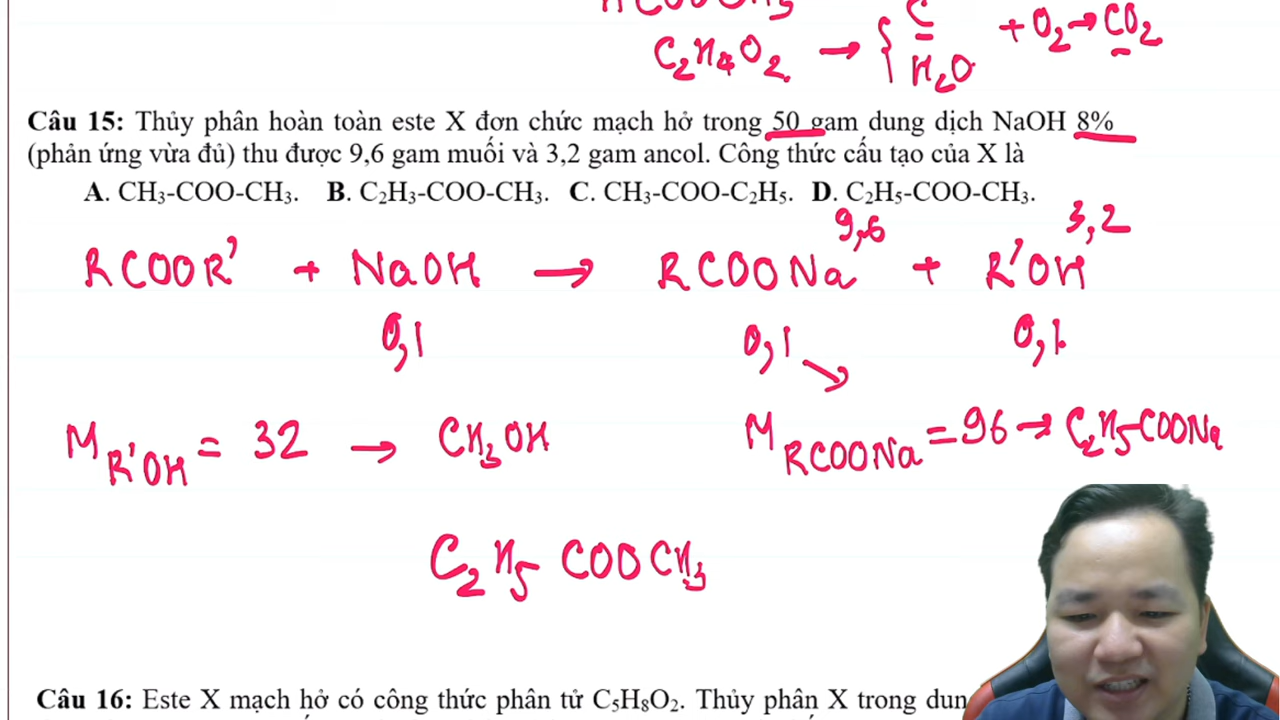 HCOOCH3
C2H4O2 → { C + O2 → CO2
H2O
Câu 15: Thủy phân hoàn toàn este X đơn chức mạch hở trong 50 gam dung dịch NaOH 8%
(phản ứng vừa đủ) thu được 9,6 gam muối và 3,2 gam ancol. Công thức cấu tạo của X là
A. CH₃-COO-CH₃. B. C₂H₃-COO-CH₃. C. CH₃-COO-C₂H₅. D. C₂H₅-COO-CH₃.
9,6 3,2
RCOOR' + NaOH → RCOONa + R'OH
0,1 0,1 0,1
M R'OH = 32 → CH3OH M RCOONa = 96 → C2H5COONa
C2H5COOCH3
Câu 16: Este X mạch hở có công thức phân tử C₅H₈O₂. Thủy phân X trong dun